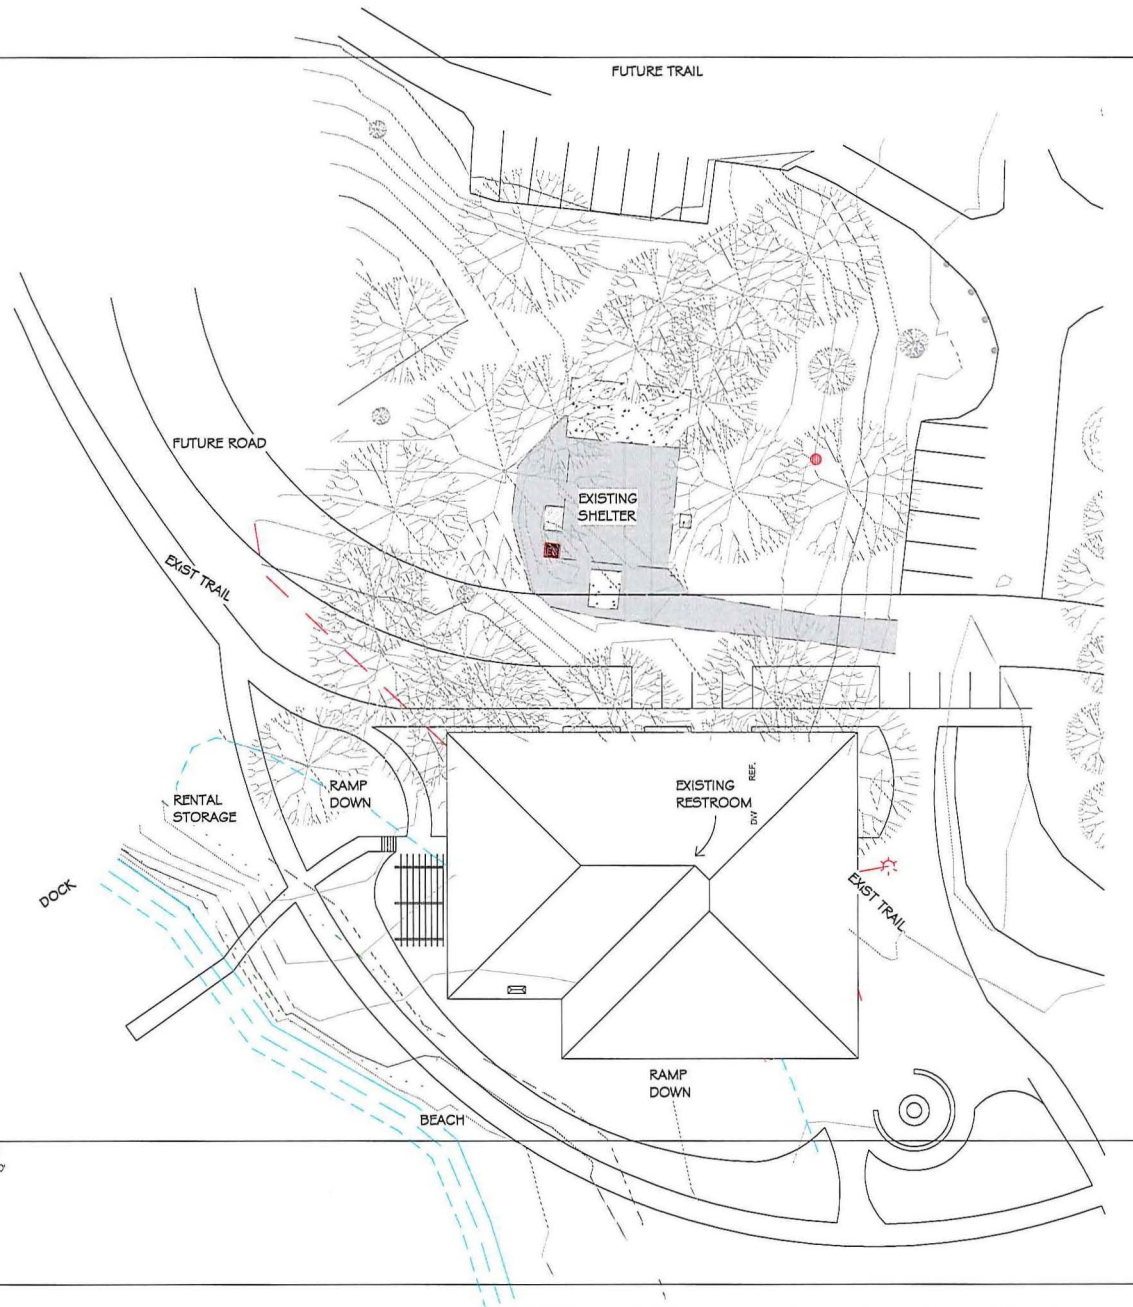 FUTURE TRAIL
FUTURE ROAD
EXISTING
SHELTER
EXIST TRAIL
EXISTING
RESTROOM
REF.
DW
RAMP
DOWN
RENTAL
STORAGE
DOCK
EXIST TRAIL
RAMP
DOWN
BEACH